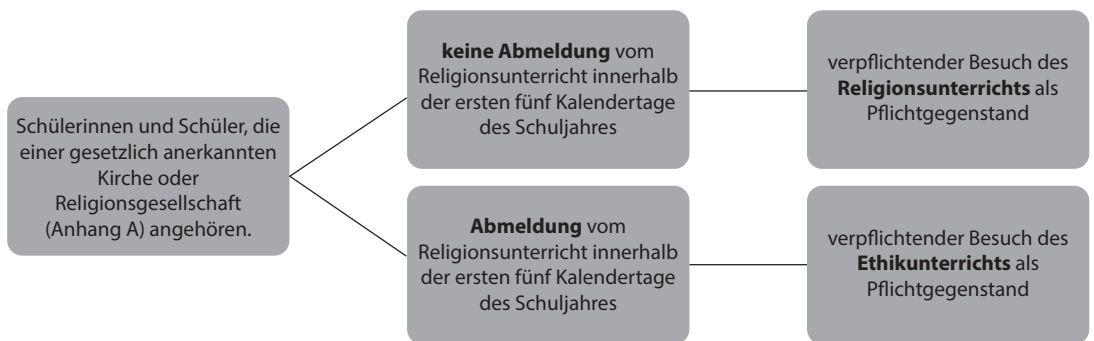 Schülerinnen und Schüler, die
einer gesetzlich anerkannten
Kirche oder
Religionsgesellschaft
(Anhang A) angehören.
keine Abmeldung vom
Religionsunterricht innerhalb
der ersten fünf Kalendertage
des Schuljahres
verpflichtender Besuch des
Religionsunterrichts als
Pflichtgegenstand
Abmeldung vom
Religionsunterricht innerhalb
der ersten fünf Kalendertage
des Schuljahres
verpflichtender Besuch des
Ethikunterrichts als
Pflichtgegenstand